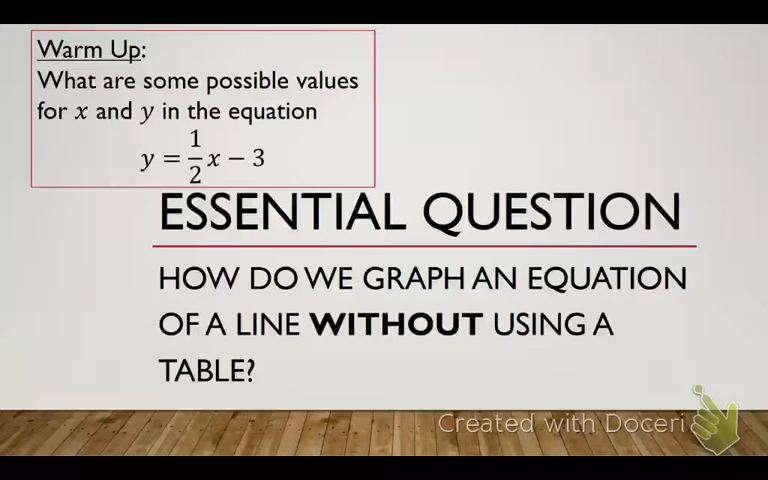 Warm Up:
What are some possible values
for x and y in the equation
y = 1/2 x − 3
ESSENTIAL QUESTION
HOW DO WE GRAPH AN EQUATION
OF A LINE WITHOUT USING A
TABLE?
Created with Doceri